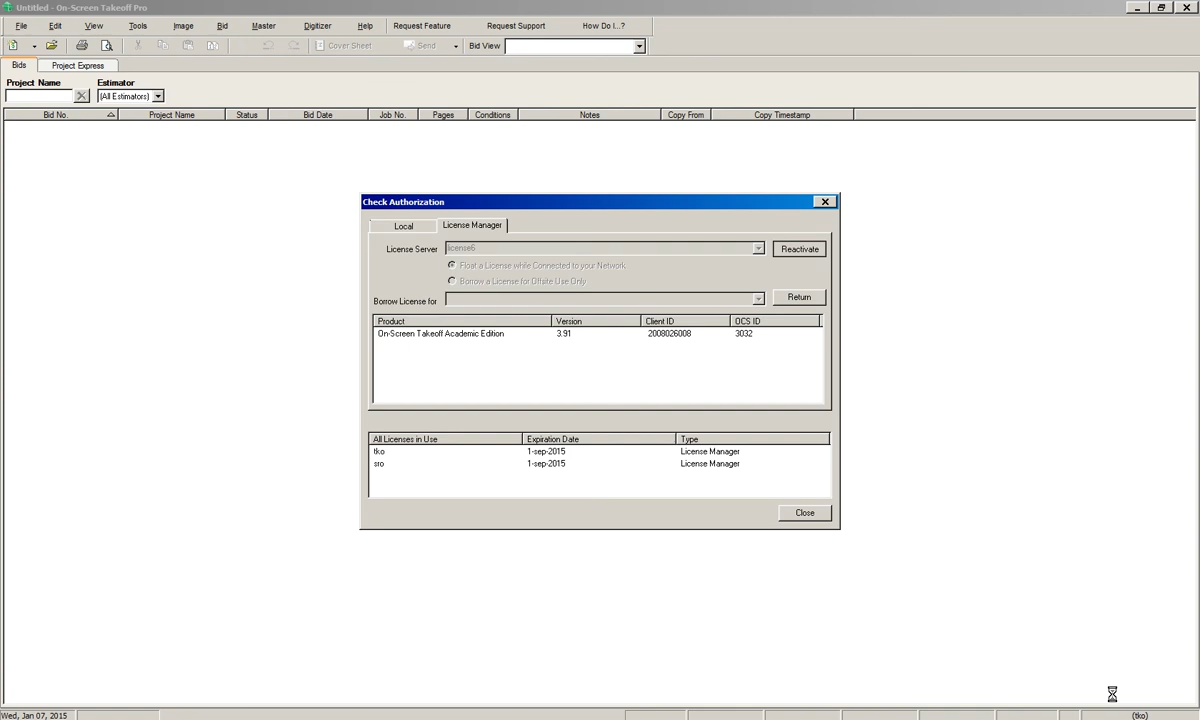 Untitled - On-Screen Takeoff Pro
File Edit View Tools Image Bid Master Digitizer Help Request Feature Request Support How Do I...?
Cover Sheet Send Bid View
Bids Project Express
Project Name Estimator
(All Estimators)
Bid No. Project Name Status Bid Date Job No. Pages Conditions Notes Copy From Copy Timestamp
Check Authorization
Local License Manager
License Server license6 Reactivate
Float a License while Connected to your Network
Borrow a License for Offsite Use Only
Borrow License for Return
Product Version Client ID OCS ID
On-Screen Takeoff Academic Edition 3.91 2008026008 3032
All Licenses in Use Expiration Date Type
tko 1-sep-2015 License Manager
sro 1-sep-2015 License Manager
Close
Wed, Jan 07, 2015 (tko)